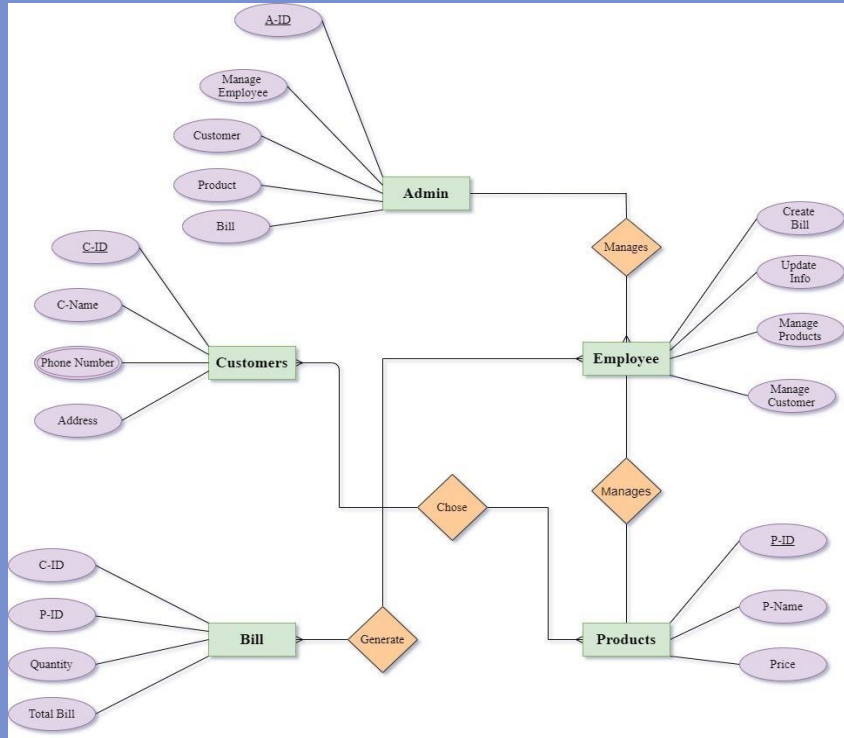 A-ID
Manage
Employee
Customer
Product
Bill
Admin
Manages
Create
Bill
Update
Info
Manage
Products
Manage
Customer
Employee
C-ID
C-Name
Phone Number
Address
Customers
Chose
Manages
C-ID
P-ID
Quantity
Total Bill
Bill
Generate
Products
P-ID
P-Name
Price